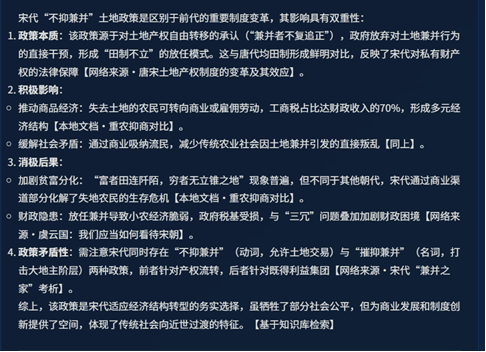 宋代“不抑兼并”土地政策是区别于前代的重要制度变革，其影响具有双重性：
1. 政策本质：该政策源于对土地产权自由转移的承认（“兼并者不复追正”），政府放弃对土地兼并行为
的直接干预，形成“田制不立”的放任模式。这与唐代均田制形成鲜明对比，反映了宋代对私有财产
权的法律保障【网络来源·唐宋土地产权制度的变革及其效应】。
2. 积极影响：
○ 推动商品经济：失去土地的农民可转向商业或雇佣劳动，工商税占比达财政收入的70%，形成多元经
济结构【本地文档·重农抑商对比】。
○ 缓解社会矛盾：通过商业吸纳流民，减少传统农业社会因土地兼并引发的直接叛乱【同上】。
3. 消极后果：
○ 加剧贫富分化：“富者田连阡陌，穷者无立锥之地”现象普遍，但不同于其他朝代，宋代通过商业渠
道部分化解了失地农民的生存危机【本地文档·重农抑商对比】。
○ 财政隐患：放任兼并导致小农经济脆弱，政府税基受损，与“三冗”问题叠加加剧财政困境【网络来
源·虞云国：我们应当如何看待宋朝】。
4. 政策矛盾性：需注意宋代同时存在“不抑兼并”（动词，允许土地交易）与“摧抑兼并”（名词，打
击大地主阶层）两种政策，前者针对产权流转，后者针对既得利益集团【网络来源·宋代“兼并之
家”考析】。
综上，该政策是宋代适应经济结构转型的务实选择，虽牺牲了部分社会公平，但为商业发展和制度创
新提供了空间，体现了传统社会向近世过渡的特征。【基于知识库检索】